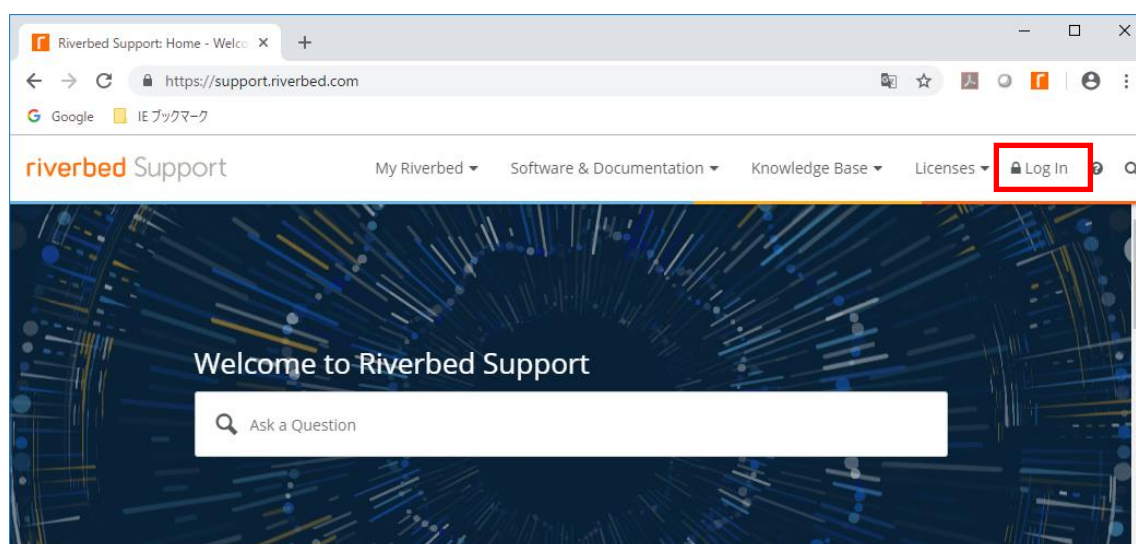 Riverbed Support: Home - Welco
https://support.riverbed.com
Google IE ブックマーク
riverbed Support My Riverbed Software & Documentation Knowledge Base Licenses Log In
Welcome to Riverbed Support
Ask a Question